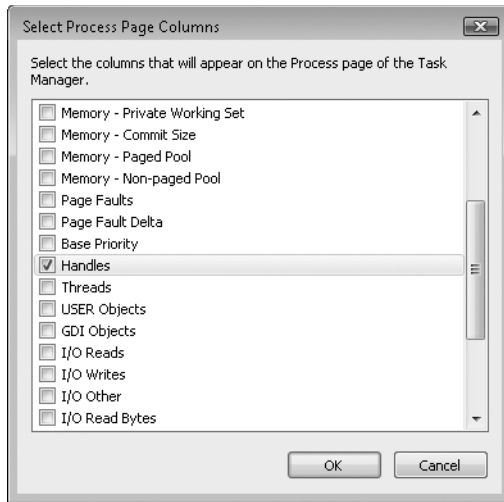 Select Process Page Columns
Select the columns that will appear on the Process page of the Task
Manager.
Memory - Private Working Set
Memory - Commit Size
Memory - Paged Pool
Memory - Non-paged Pool
Page Faults
Page Fault Delta
Base Priority
Handles
Threads
USER Objects
GDI Objects
I/O Reads
I/O Writes
I/O Other
I/O Read Bytes
OK
Cancel